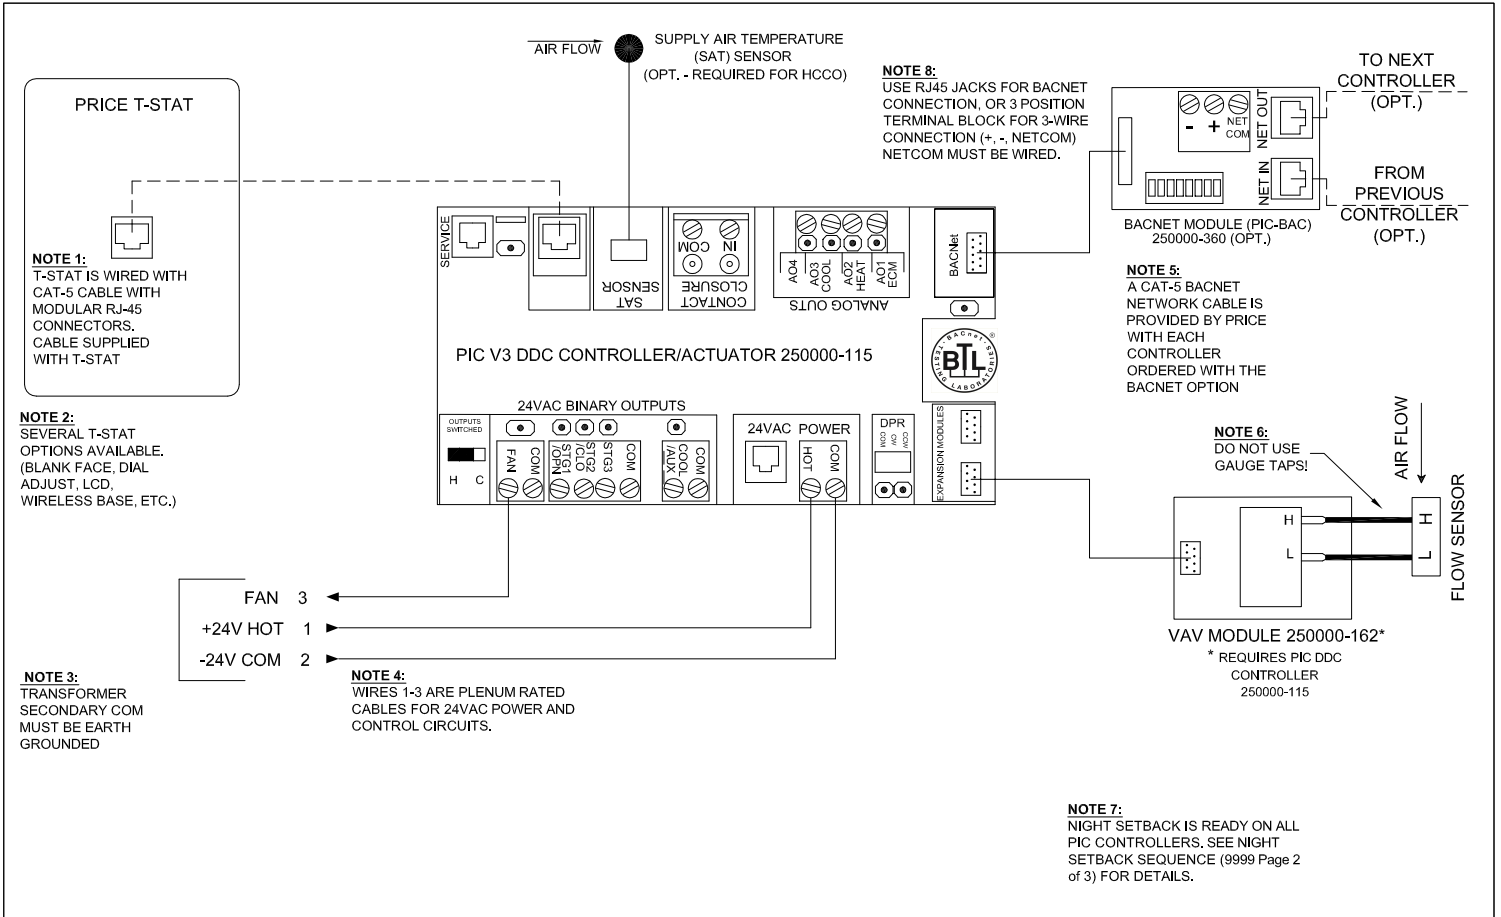 AIR FLOW
SUPPLY AIR TEMPERATURE
(SAT) SENSOR
(OPT. - REQUIRED FOR HCCO)
PRICE T-STAT
NOTE 1:
T-STAT IS WIRED WITH
CAT-5 CABLE WITH
MODULAR RJ-45
CONNECTORS.
CABLE SUPPLIED
WITH T-STAT
NOTE 2:
SEVERAL T-STAT
OPTIONS AVAILABLE.
(BLANK FACE, DIAL
ADJUST, LCD,
WIRELESS BASE, ETC.)
NOTE 8:
USE RJ45 JACKS FOR BACNET
CONNECTION, OR 3 POSITION
TERMINAL BLOCK FOR 3-WIRE
CONNECTION (+, -, NETCOM)
NETCOM MUST BE WIRED.
- +
NET
COM
NET OUT
NET IN
TO NEXT
CONTROLLER
(OPT.)
FROM
PREVIOUS
CONTROLLER
(OPT.)
BACNET MODULE (PIC-BAC)
250000-360 (OPT.)
NOTE 5:
A CAT-5 BACNET
NETWORK CABLE IS
PROVIDED BY PRICE
WITH EACH
CONTROLLER
ORDERED WITH THE
BACNET OPTION
SERVICE
SAT
SENSOR
COM
IN
CONTACT
CLOSURE
AO4
AO3
COOL
AO2
HEAT
AO1
ECM
ANALOG OUTS
BACNet
PIC V3 DDC CONTROLLER/ACTUATOR 250000-115
BACnet
TESTING LABORATORIES
BTL
®
24VAC BINARY OUTPUTS
OUTPUTS
SWITCHED
H C
FAN
COM
STG1
/OPN
STG2
/CLO
STG3
COM
COOL
/AUX
COM
24VAC POWER
HOT
COM
DPR
COM
CW
CCW
EXPANSION MODULES
NOTE 6:
DO NOT USE
GAUGE TAPS!
AIR FLOW
H
L
H
L
FLOW SENSOR
VAV MODULE 250000-162*
* REQUIRES PIC DDC
CONTROLLER
250000-115
FAN 3
+24V HOT 1
-24V COM 2
NOTE 3:
TRANSFORMER
SECONDARY COM
MUST BE EARTH
GROUNDED
NOTE 4:
WIRES 1-3 ARE PLENUM RATED
CABLES FOR 24VAC POWER AND
CONTROL CIRCUITS.
NOTE 7:
NIGHT SETBACK IS READY ON ALL
PIC CONTROLLERS. SEE NIGHT
SETBACK SEQUENCE (9999 Page 2
of 3) FOR DETAILS.